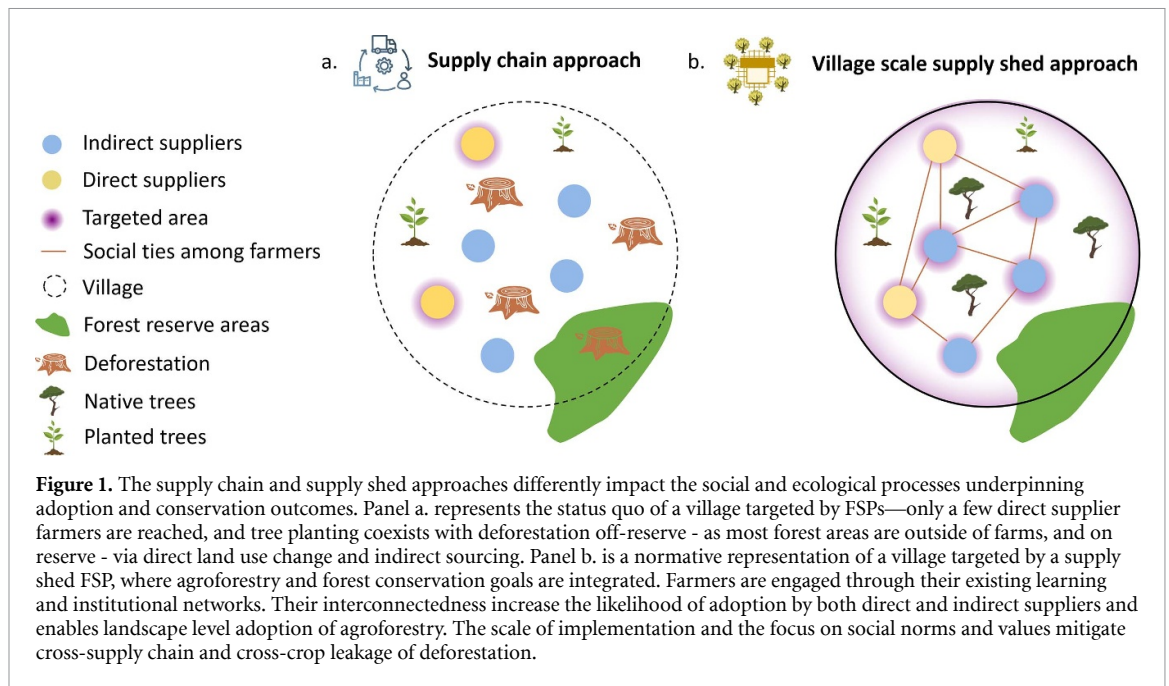 a.
Supply chain approach
b.
Village scale supply shed approach
Indirect suppliers
Direct suppliers
Targeted area
Social ties among farmers
Village
Forest reserve areas
Deforestation
Native trees
Planted trees
Figure 1. The supply chain and supply shed approaches differently impact the social and ecological processes underpinning
adoption and conservation outcomes. Panel a. represents the status quo of a village targeted by FSPs—only a few direct supplier
farmers are reached, and tree planting coexists with deforestation off-reserve - as most forest areas are outside of farms, and on
reserve - via direct land use change and indirect sourcing. Panel b. is a normative representation of a village targeted by a supply
shed FSP, where agroforestry and forest conservation goals are integrated. Farmers are engaged through their existing learning
and institutional networks. Their interconnectedness increase the likelihood of adoption by both direct and indirect suppliers and
enables landscape level adoption of agroforestry. The scale of implementation and the focus on social norms and values mitigate
cross-supply chain and cross-crop leakage of deforestation.